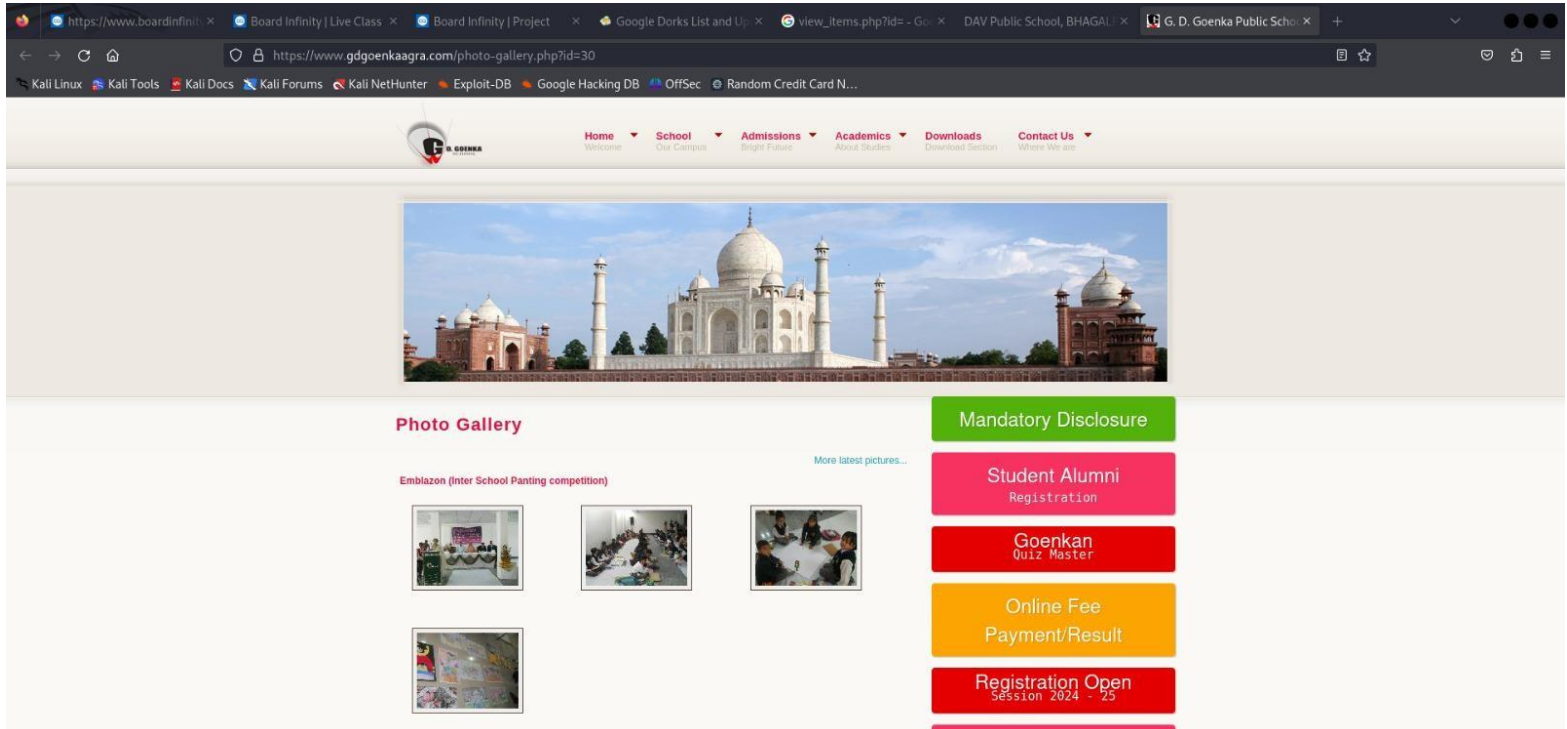 https://www.boardinfinit
Board Infinity | Live Class
Board Infinity | Project
Google Dorks List and Up
view_items.php?id= - Goo
DAV Public School, BHAGAL
G. D. Goenka Public Schoo
https://www.gdgoenkaagra.com/photo-gallery.php?id=30
Kali Linux
Kali Tools
Kali Docs
Kali Forums
Kali NetHunter
Exploit-DB
Google Hacking DB
OffSec
Random Credit Card N...
G D. GOENKA
Home
Welcome
School
Our Campus
Admissions
Bright Future
Academics
About Studies
Downloads
Download Section
Contact Us
Where We are
Photo Gallery
More latest pictures...
Emblazon (Inter School Panting competition)
Mandatory Disclosure
Student Alumni
Registration
Goenkan
Quiz Master
Online Fee
Payment/Result
Registration Open
Session 2024 - 25